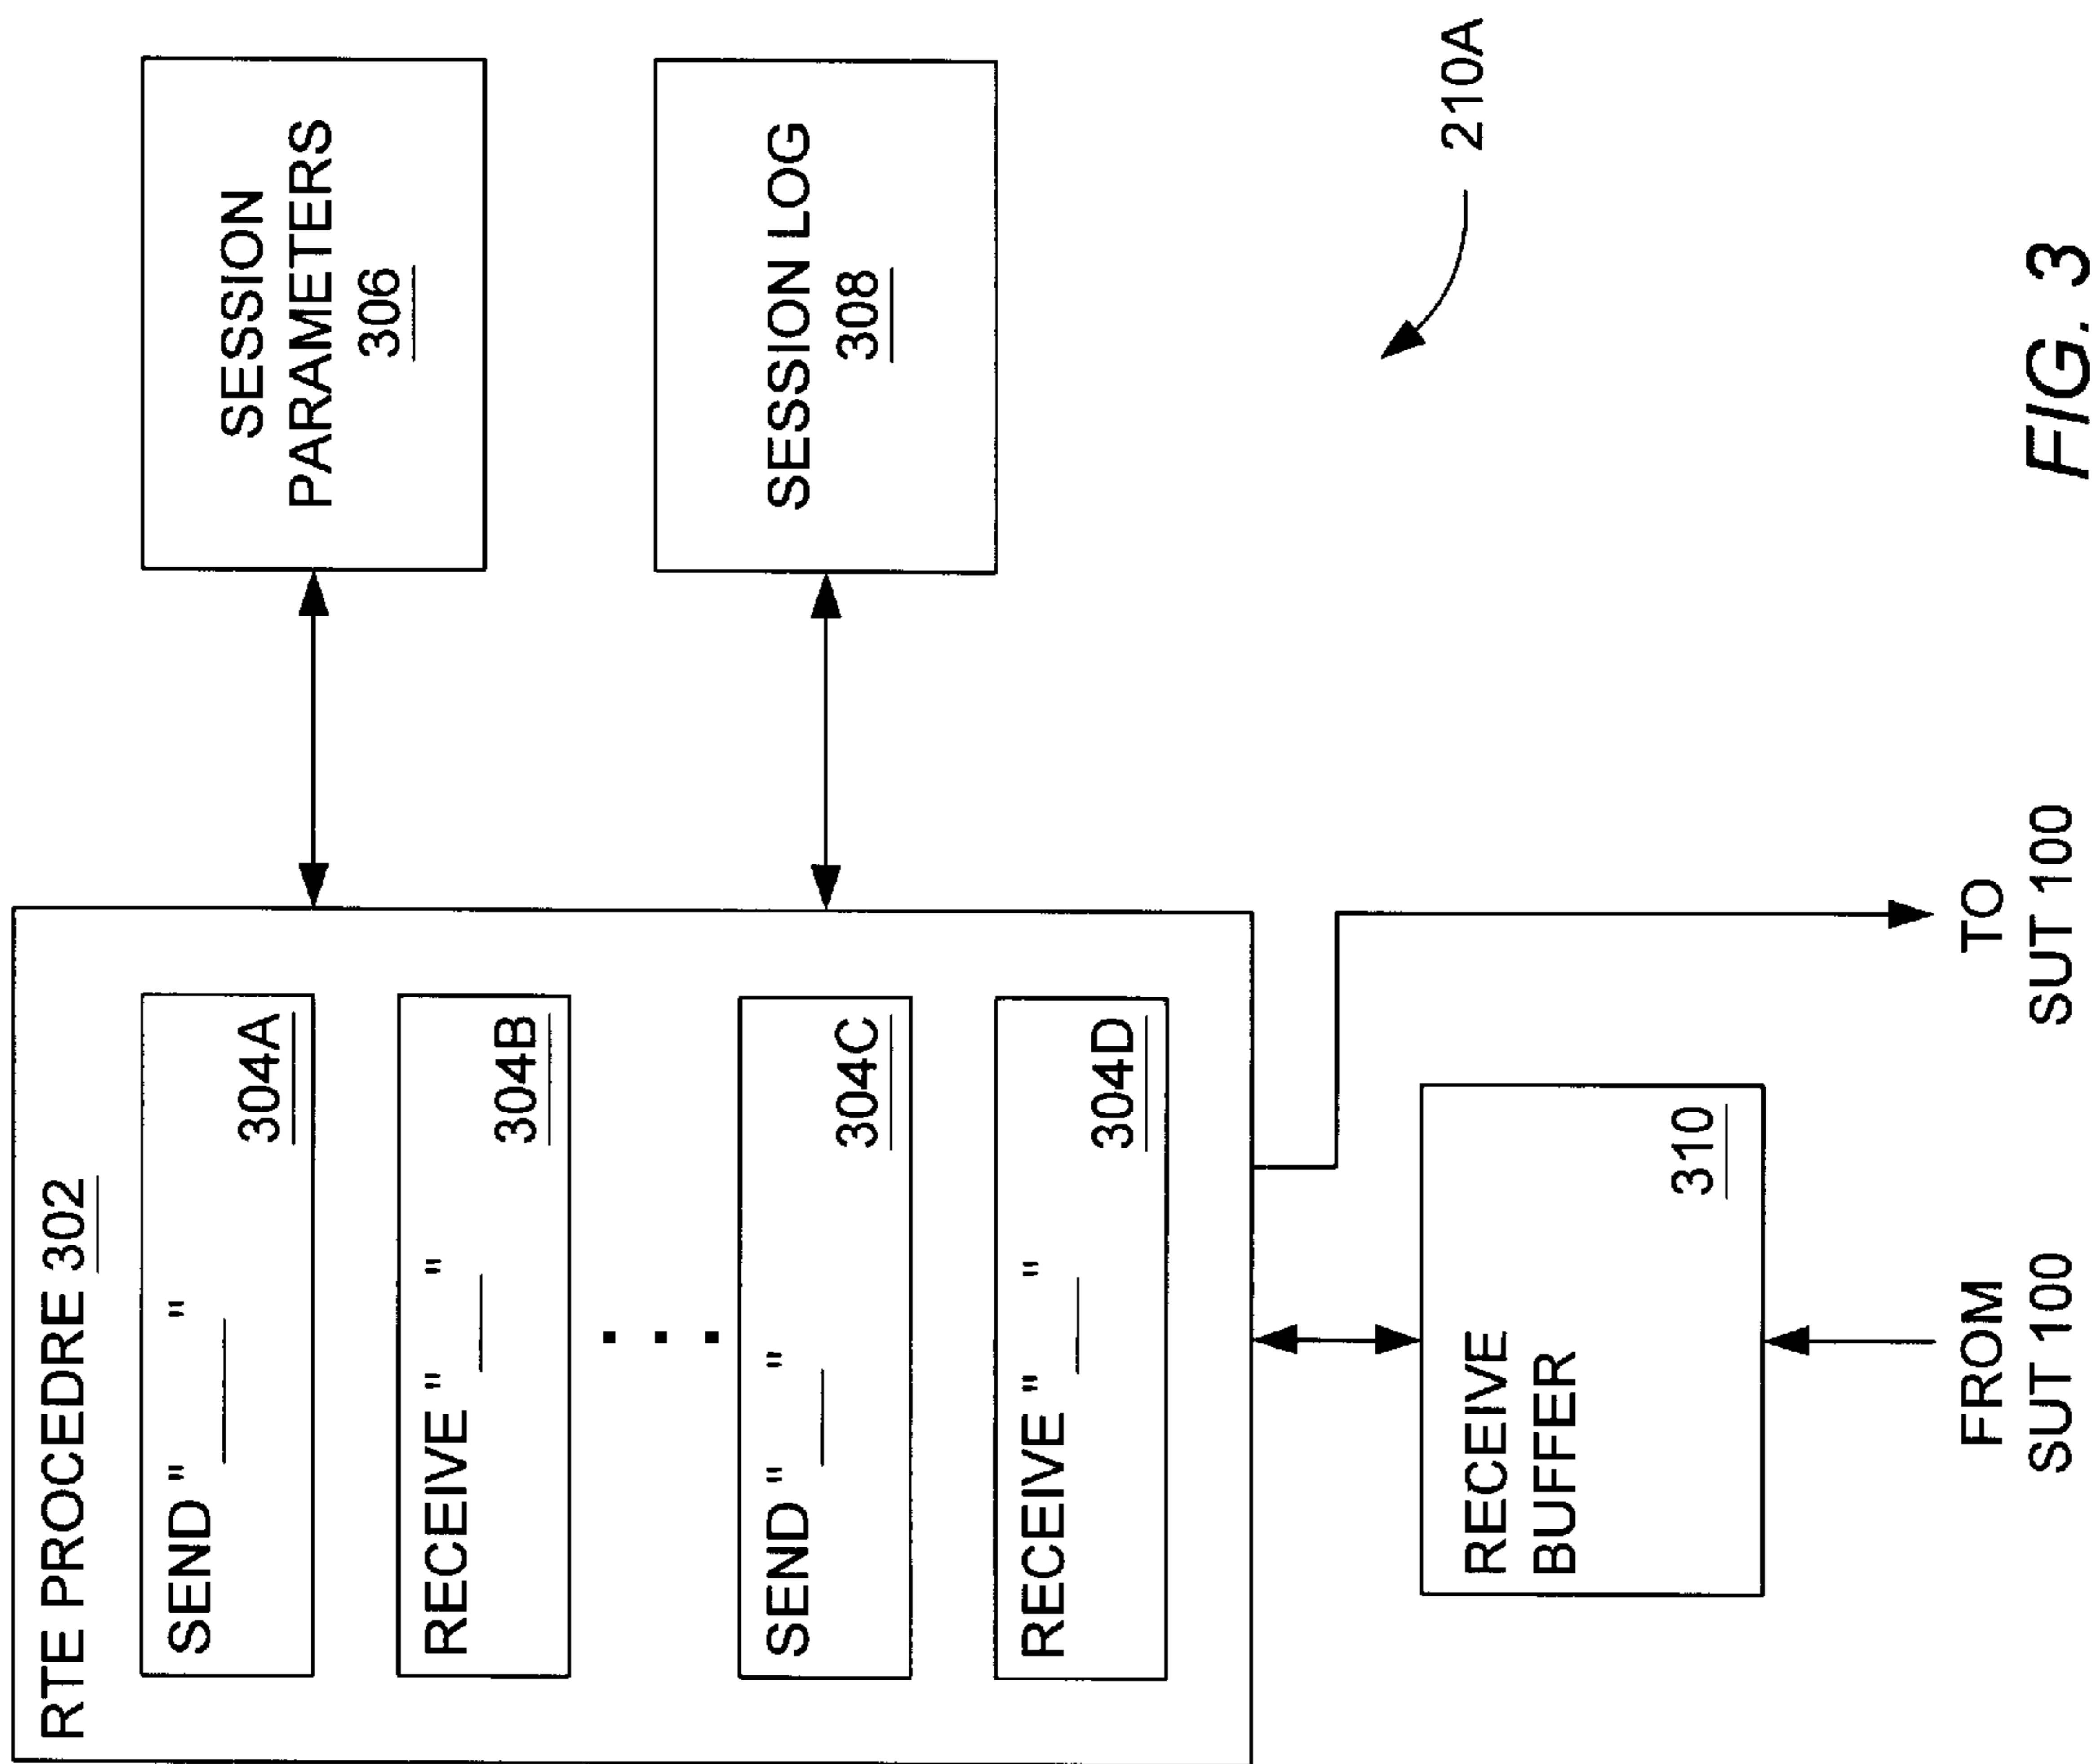 RTE PROCEDRE 302
SEND "____" 304A
RECEIVE "___" 304B
...
SEND "___" 304C
RECEIVE "___" 304D
SESSION
PARAMETERS
306
SESSION LOG
308
RECEIVE
BUFFER
310
FROM
SUT 100
TO
SUT 100
210A
FIG. 3